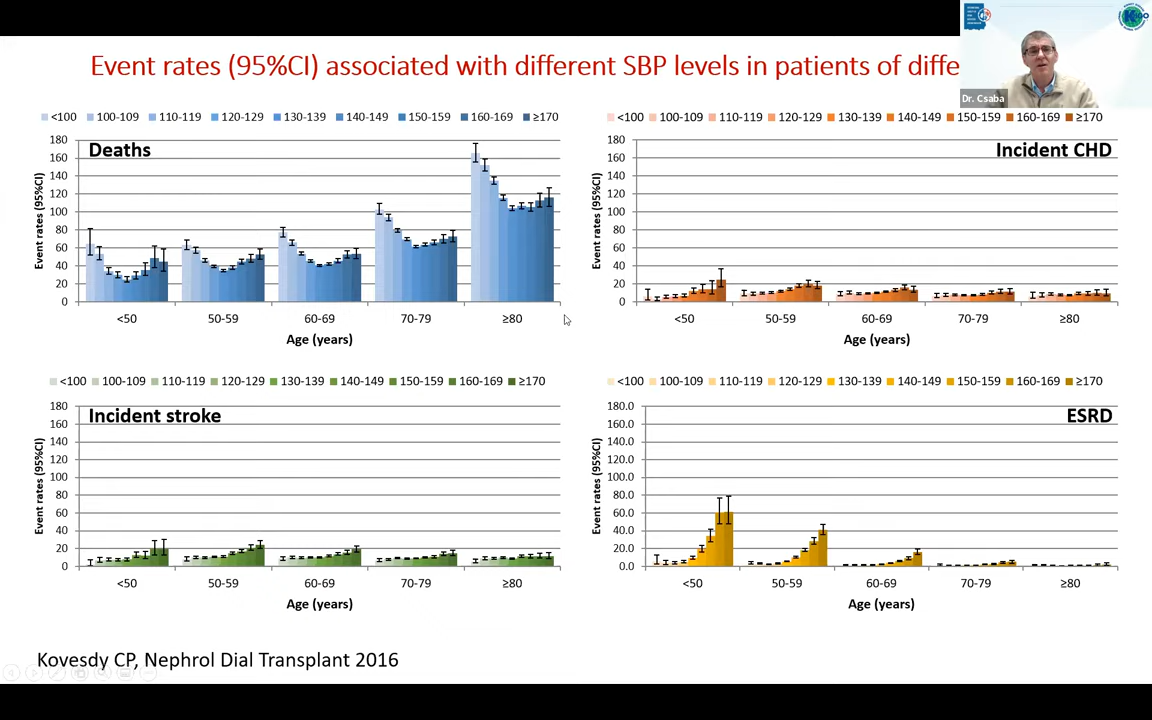 Event rates (95%CI) associated with different SBP levels in patients of diffe
Dr. Csaba
<100 100-109 110-119 120-129 130-139 140-149 150-159 160-169 ≥170
Deaths
Event rates (95%CI)
180
160
140
120
100
80
60
40
20
0
<50 50-59 60-69 70-79 ≥80
Age (years)
<100 100-109 110-119 120-129 130-139 140-149 150-159 160-169 ≥170
Incident CHD
Event rates (95%CI)
180
160
140
120
100
80
60
40
20
0
<50 50-59 60-69 70-79 ≥80
Age (years)
<100 100-109 110-119 120-129 130-139 140-149 150-159 160-169 ≥170
Incident stroke
Event rates (95%CI)
180
160
140
120
100
80
60
40
20
0
<50 50-59 60-69 70-79 ≥80
Age (years)
<100 100-109 110-119 120-129 130-139 140-149 150-159 160-169 ≥170
ESRD
Event rates (95%CI)
180.0
160.0
140.0
120.0
100.0
80.0
60.0
40.0
20.0
0.0
<50 50-59 60-69 70-79 ≥80
Age (years)
Kovesdy CP, Nephrol Dial Transplant 2016